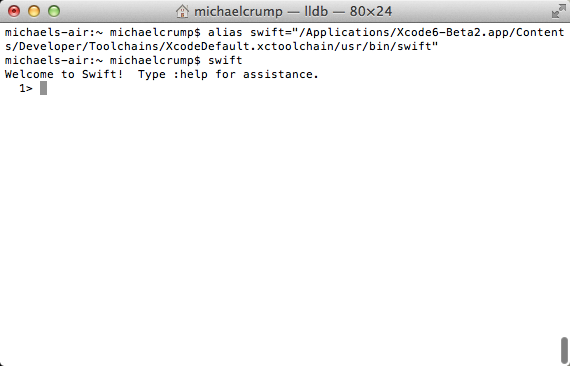 michaelcrump — lldb — 80×24
michaels-air:~ michaelcrump$ alias swift="/Applications/Xcode6-Beta2.app/Content
s/Developer/Toolchains/XcodeDefault.xctoolchain/usr/bin/swift"
michaels-air:~ michaelcrump$ swift
Welcome to Swift!  Type :help for assistance.
  1>